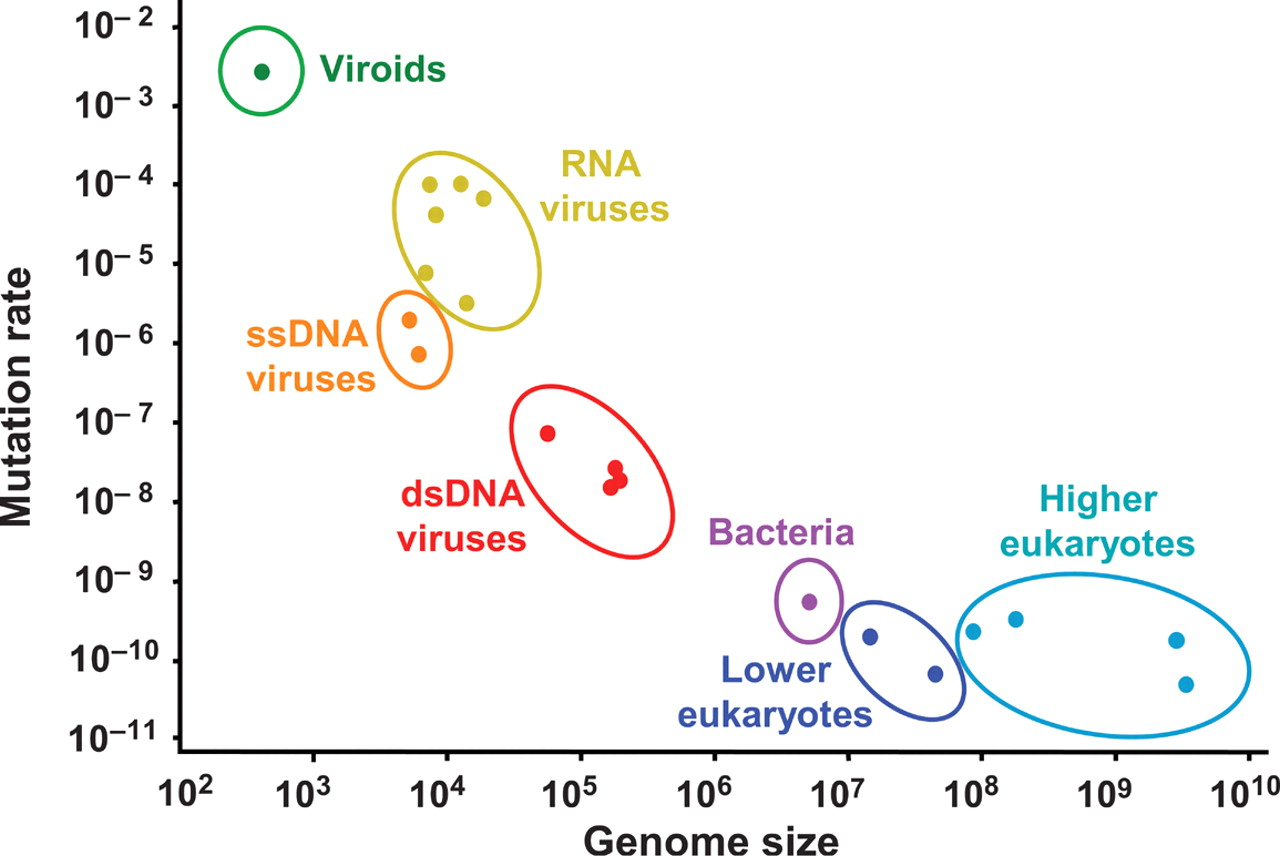 10⁻²
Viroids
10⁻³
RNA
viruses
10⁻⁴
10⁻⁵
ssDNA
viruses
10⁻⁶
10⁻⁷
dsDNA
viruses
10⁻⁸
Higher
eukaryotes
Bacteria
10⁻⁹
10⁻¹⁰
Lower
eukaryotes
10⁻¹¹
Mutation rate
10² 10³ 10⁴ 10⁵ 10⁶ 10⁷ 10⁸ 10⁹ 10¹⁰
Genome size